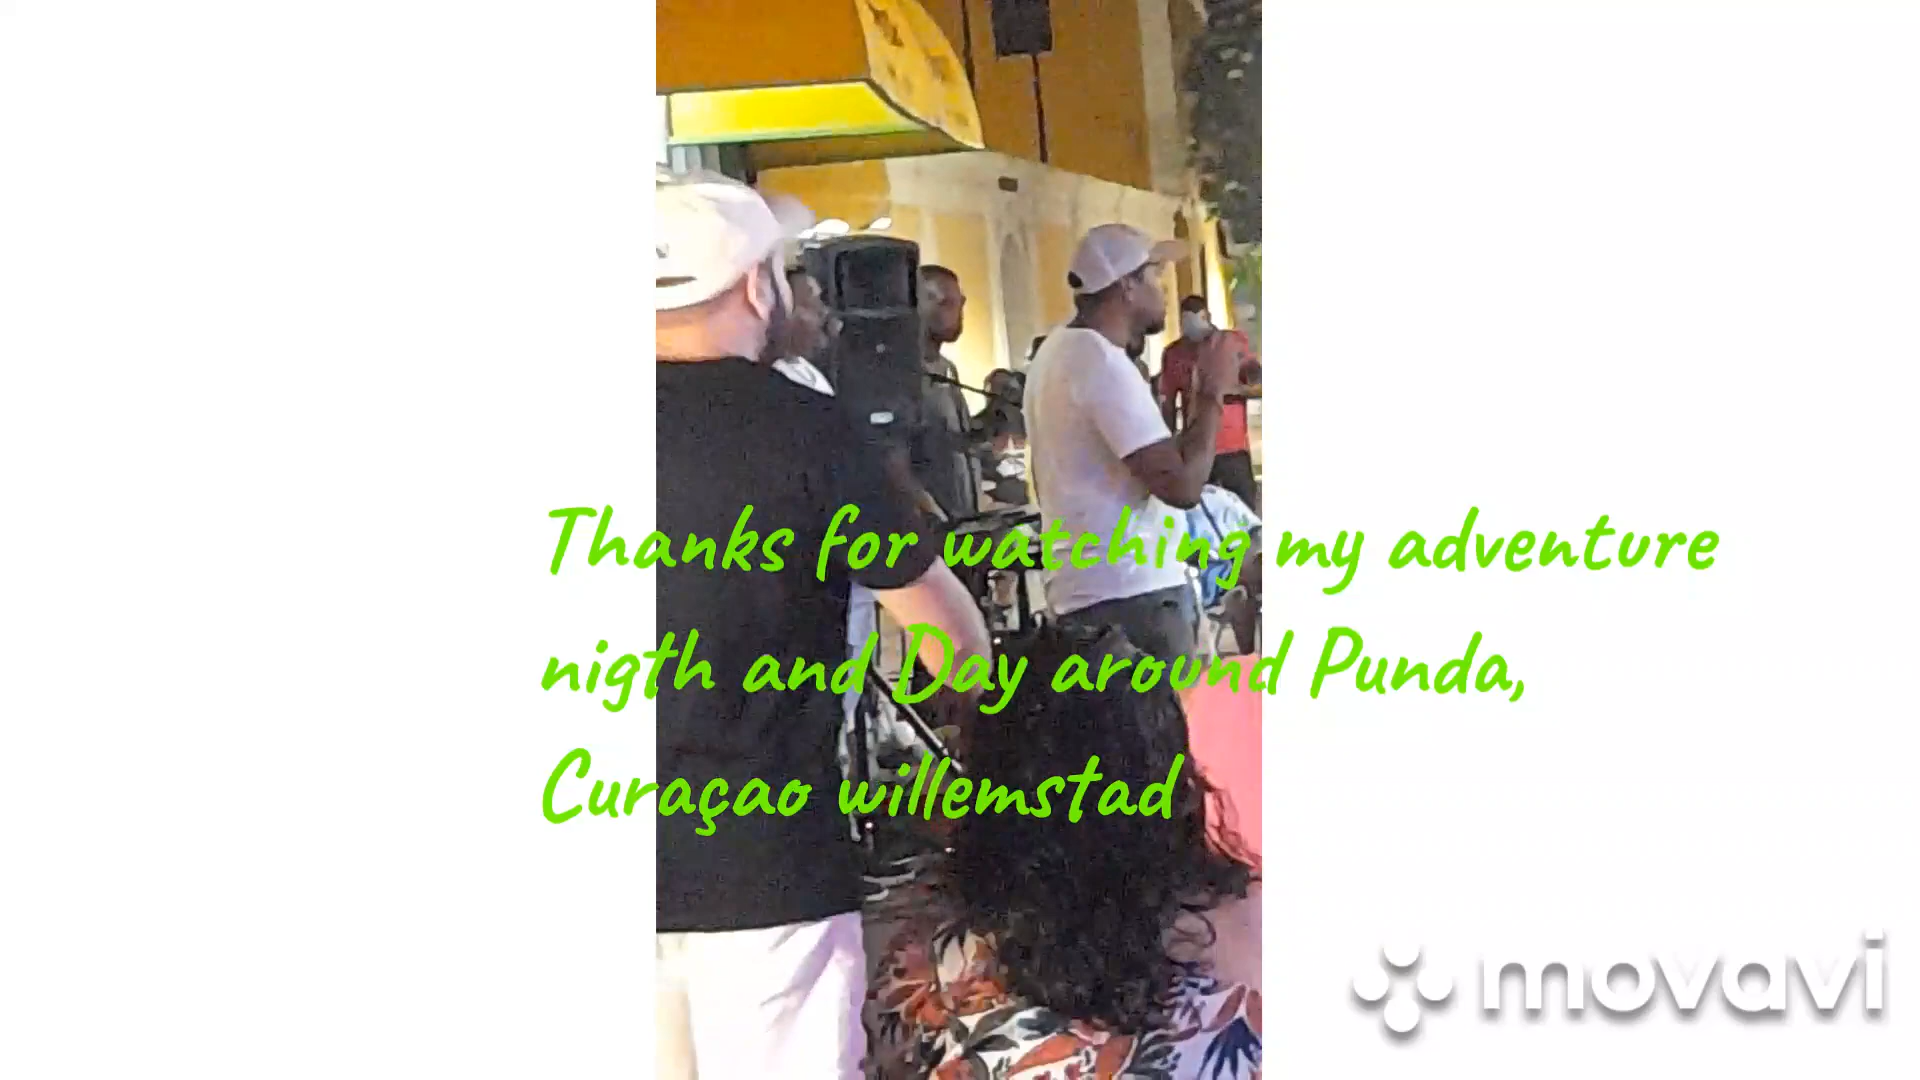 Thanks for watching my adventure
nigth and Day around Punda,
Curaçao willemstad
movavi